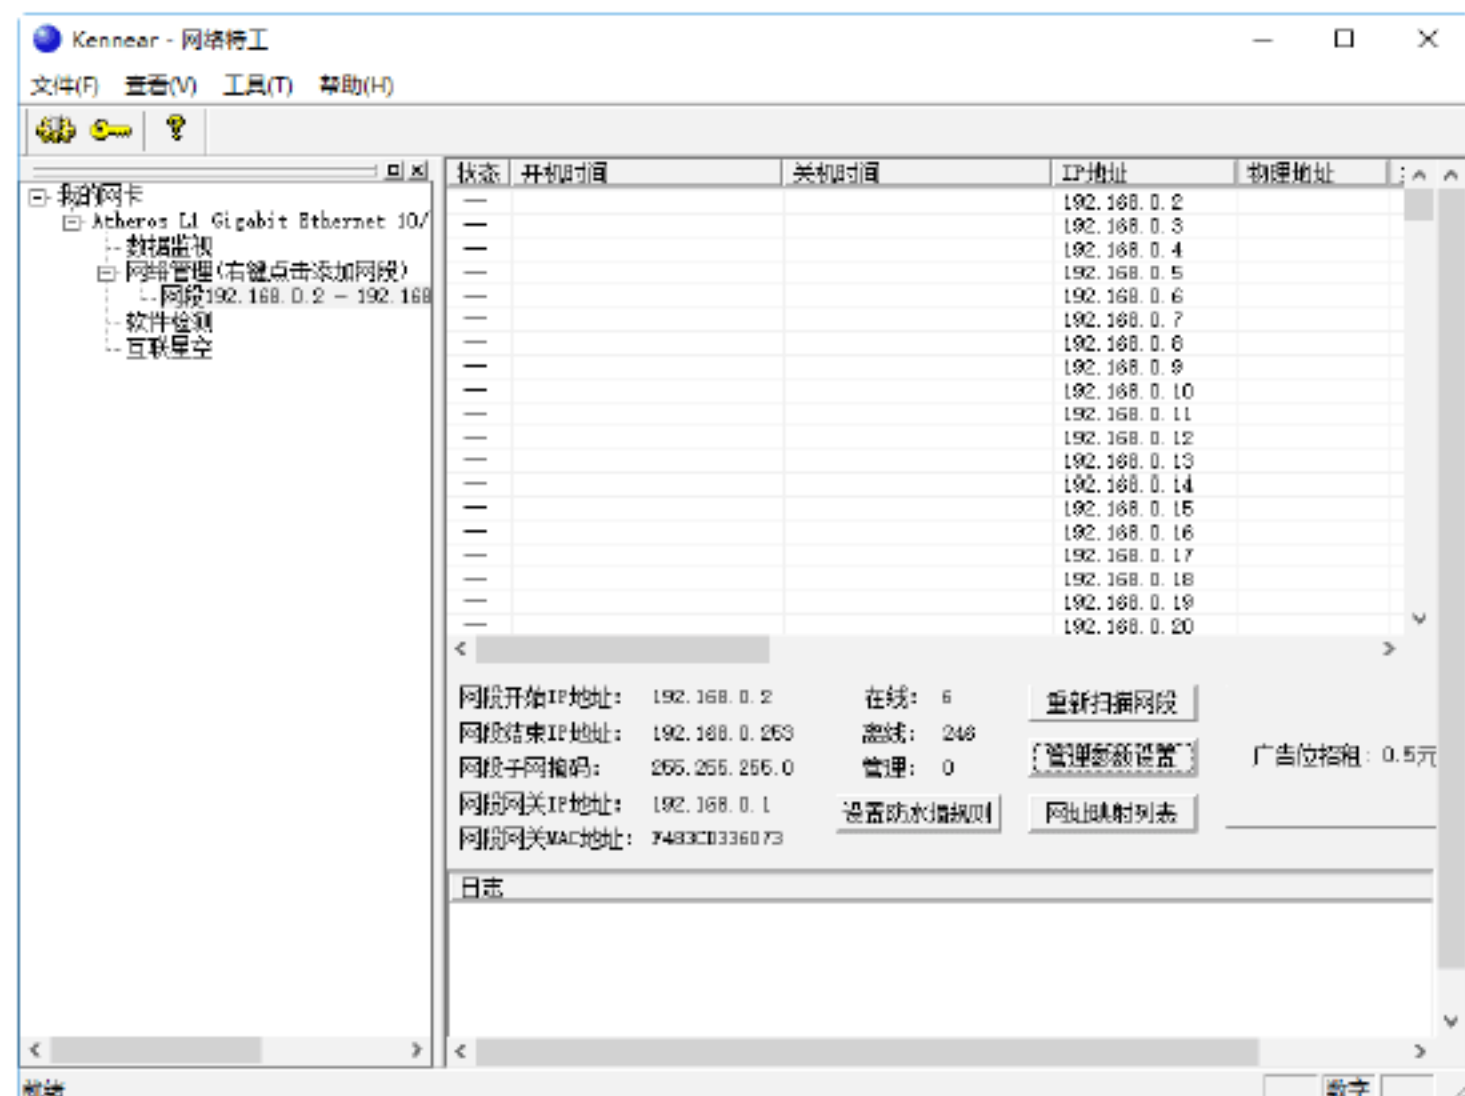 Kennear - 网络特工
文件(F) 查看(V) 工具(T) 帮助(H)
我的网卡
Atheros L1 Gigabit Ethernet 10/
数据监视
网络管理(右键点击添加网段)
网段192.168.0.2 - 192.168
软件检测
互联星空
状态 开机时间 关机时间 IP地址 物理地址
— 192.168.0.2
— 192.168.0.3
— 192.168.0.4
— 192.168.0.5
— 192.168.0.6
— 192.168.0.7
— 192.168.0.8
— 192.168.0.9
— 192.168.0.10
— 192.168.0.11
— 192.168.0.12
— 192.168.0.13
— 192.168.0.14
— 192.168.0.15
— 192.168.0.16
— 192.168.0.17
— 192.168.0.18
— 192.168.0.19
— 192.168.0.20
网段开始IP地址: 192.168.0.2 在线: 6 重新扫描网段
网段结束IP地址: 192.168.0.253 离线: 246
网段子网掩码: 255.255.255.0 管理: 0 管理参数设置
广告位招租: 0.5元
网段网关IP地址: 192.168.0.1 设置防火墙规则 网址映射列表
网段网关MAC地址: F483CD336073
日志
就绪 数字